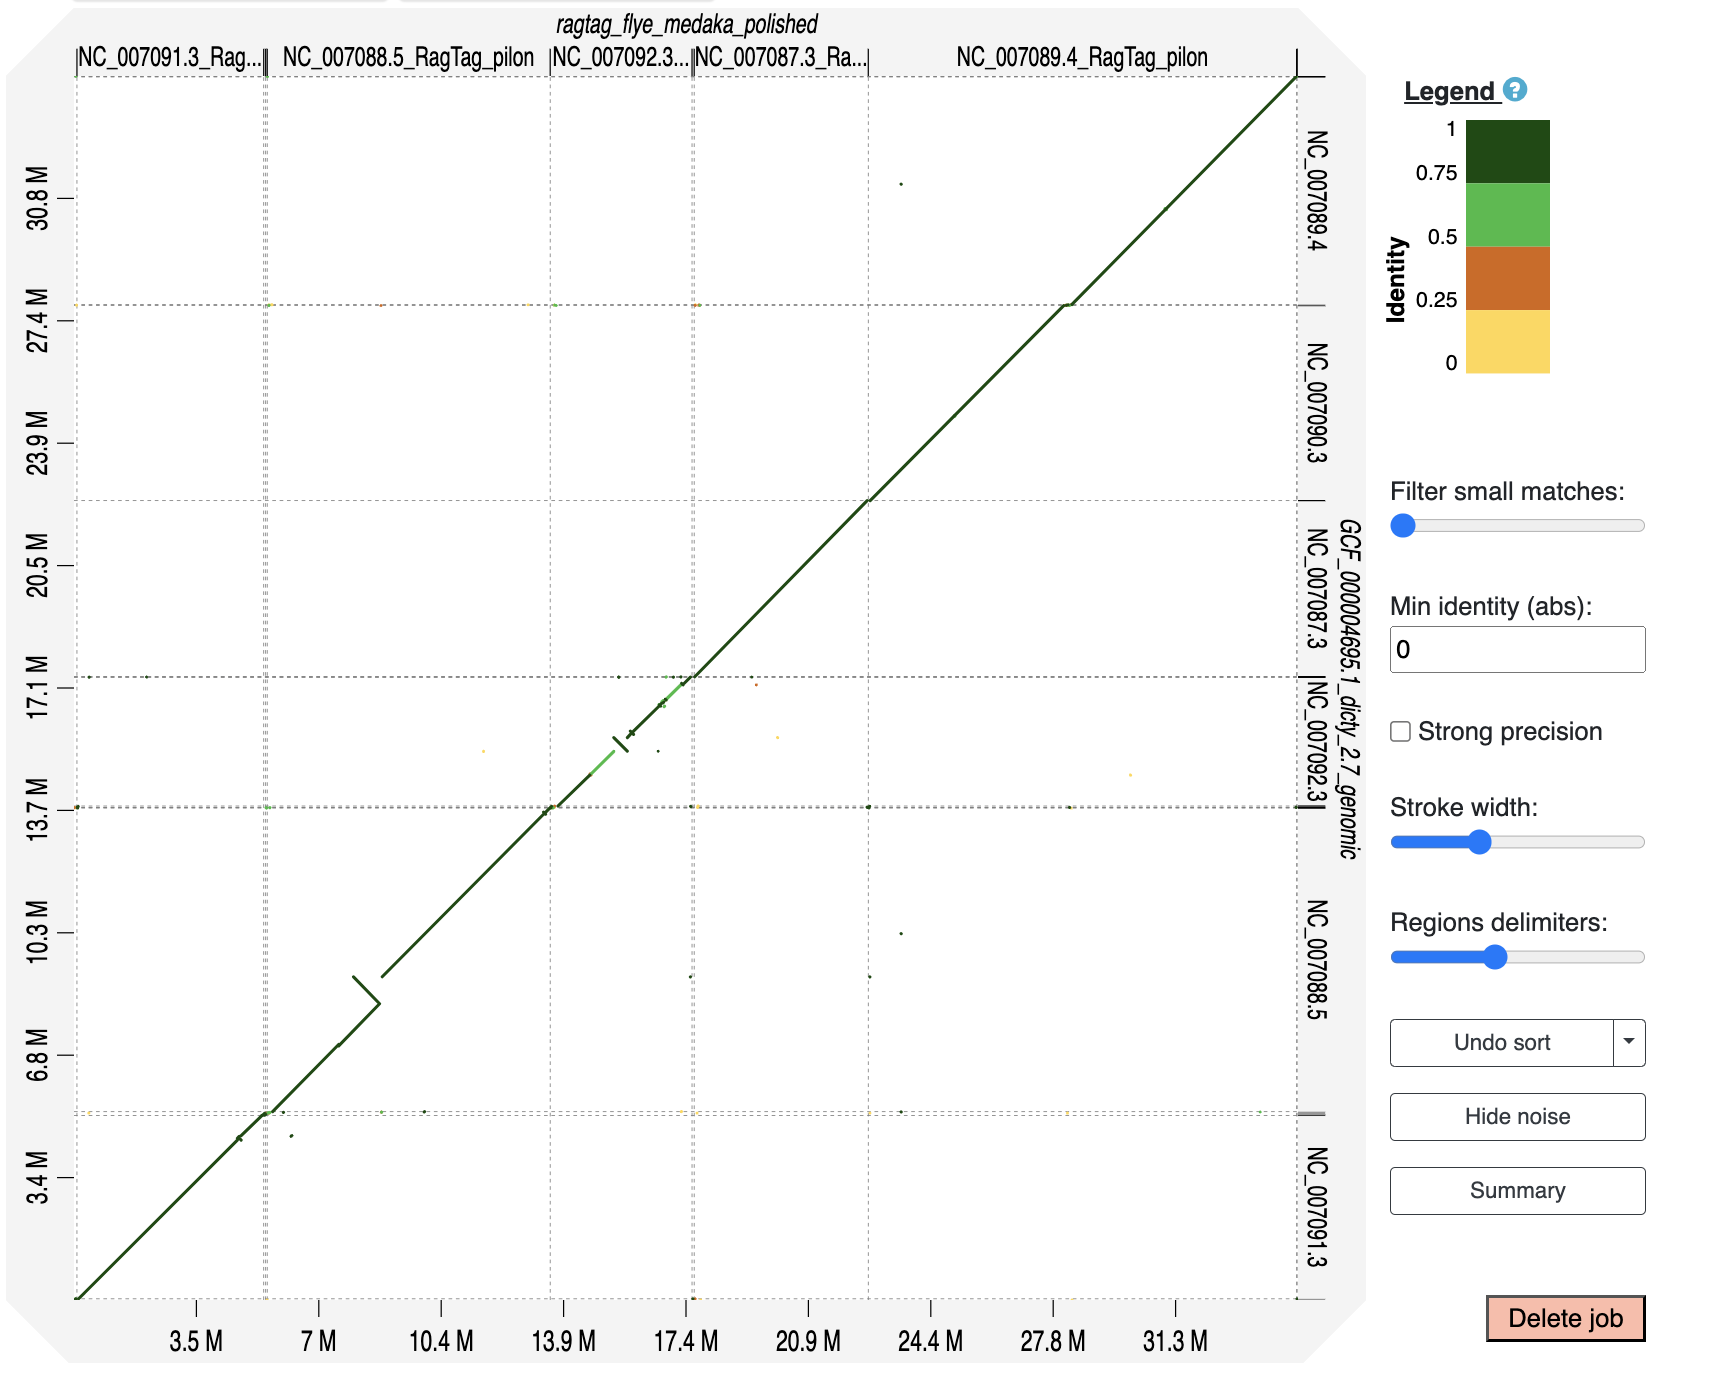 ragtag_flye_medaka_polished
NC_007091.3_Rag...
NC_007088.5_RagTag_pilon
NC_007092.3...
NC_007087.3_Ra...
NC_007089.4_RagTag_pilon
30.8 M
27.4 M
23.9 M
20.5 M
17.1 M
13.7 M
10.3 M
6.8 M
3.4 M
NC_007089.4
NC_007090.3
NC_007087.3
NC_007092.3
NC_007088.5
NC_007091.3
GCF_000004695.1_dicty_2.7_genomic
3.5 M
7 M
10.4 M
13.9 M
17.4 M
20.9 M
24.4 M
27.8 M
31.3 M
Legend ?
1
0.75
0.5
0.25
0
Identity
Filter small matches:
Min identity (abs):
0
Strong precision
Stroke width:
Regions delimiters:
Undo sort
Hide noise
Summary
Delete job